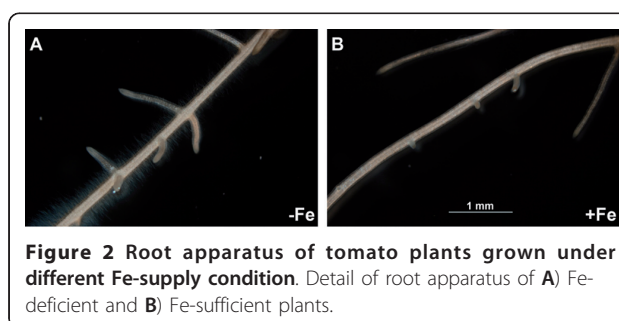 A
B
-Fe
1 mm
+Fe
Figure 2 Root apparatus of tomato plants grown under
different Fe-supply condition. Detail of root apparatus of A) Fe-
deficient and B) Fe-sufficient plants.